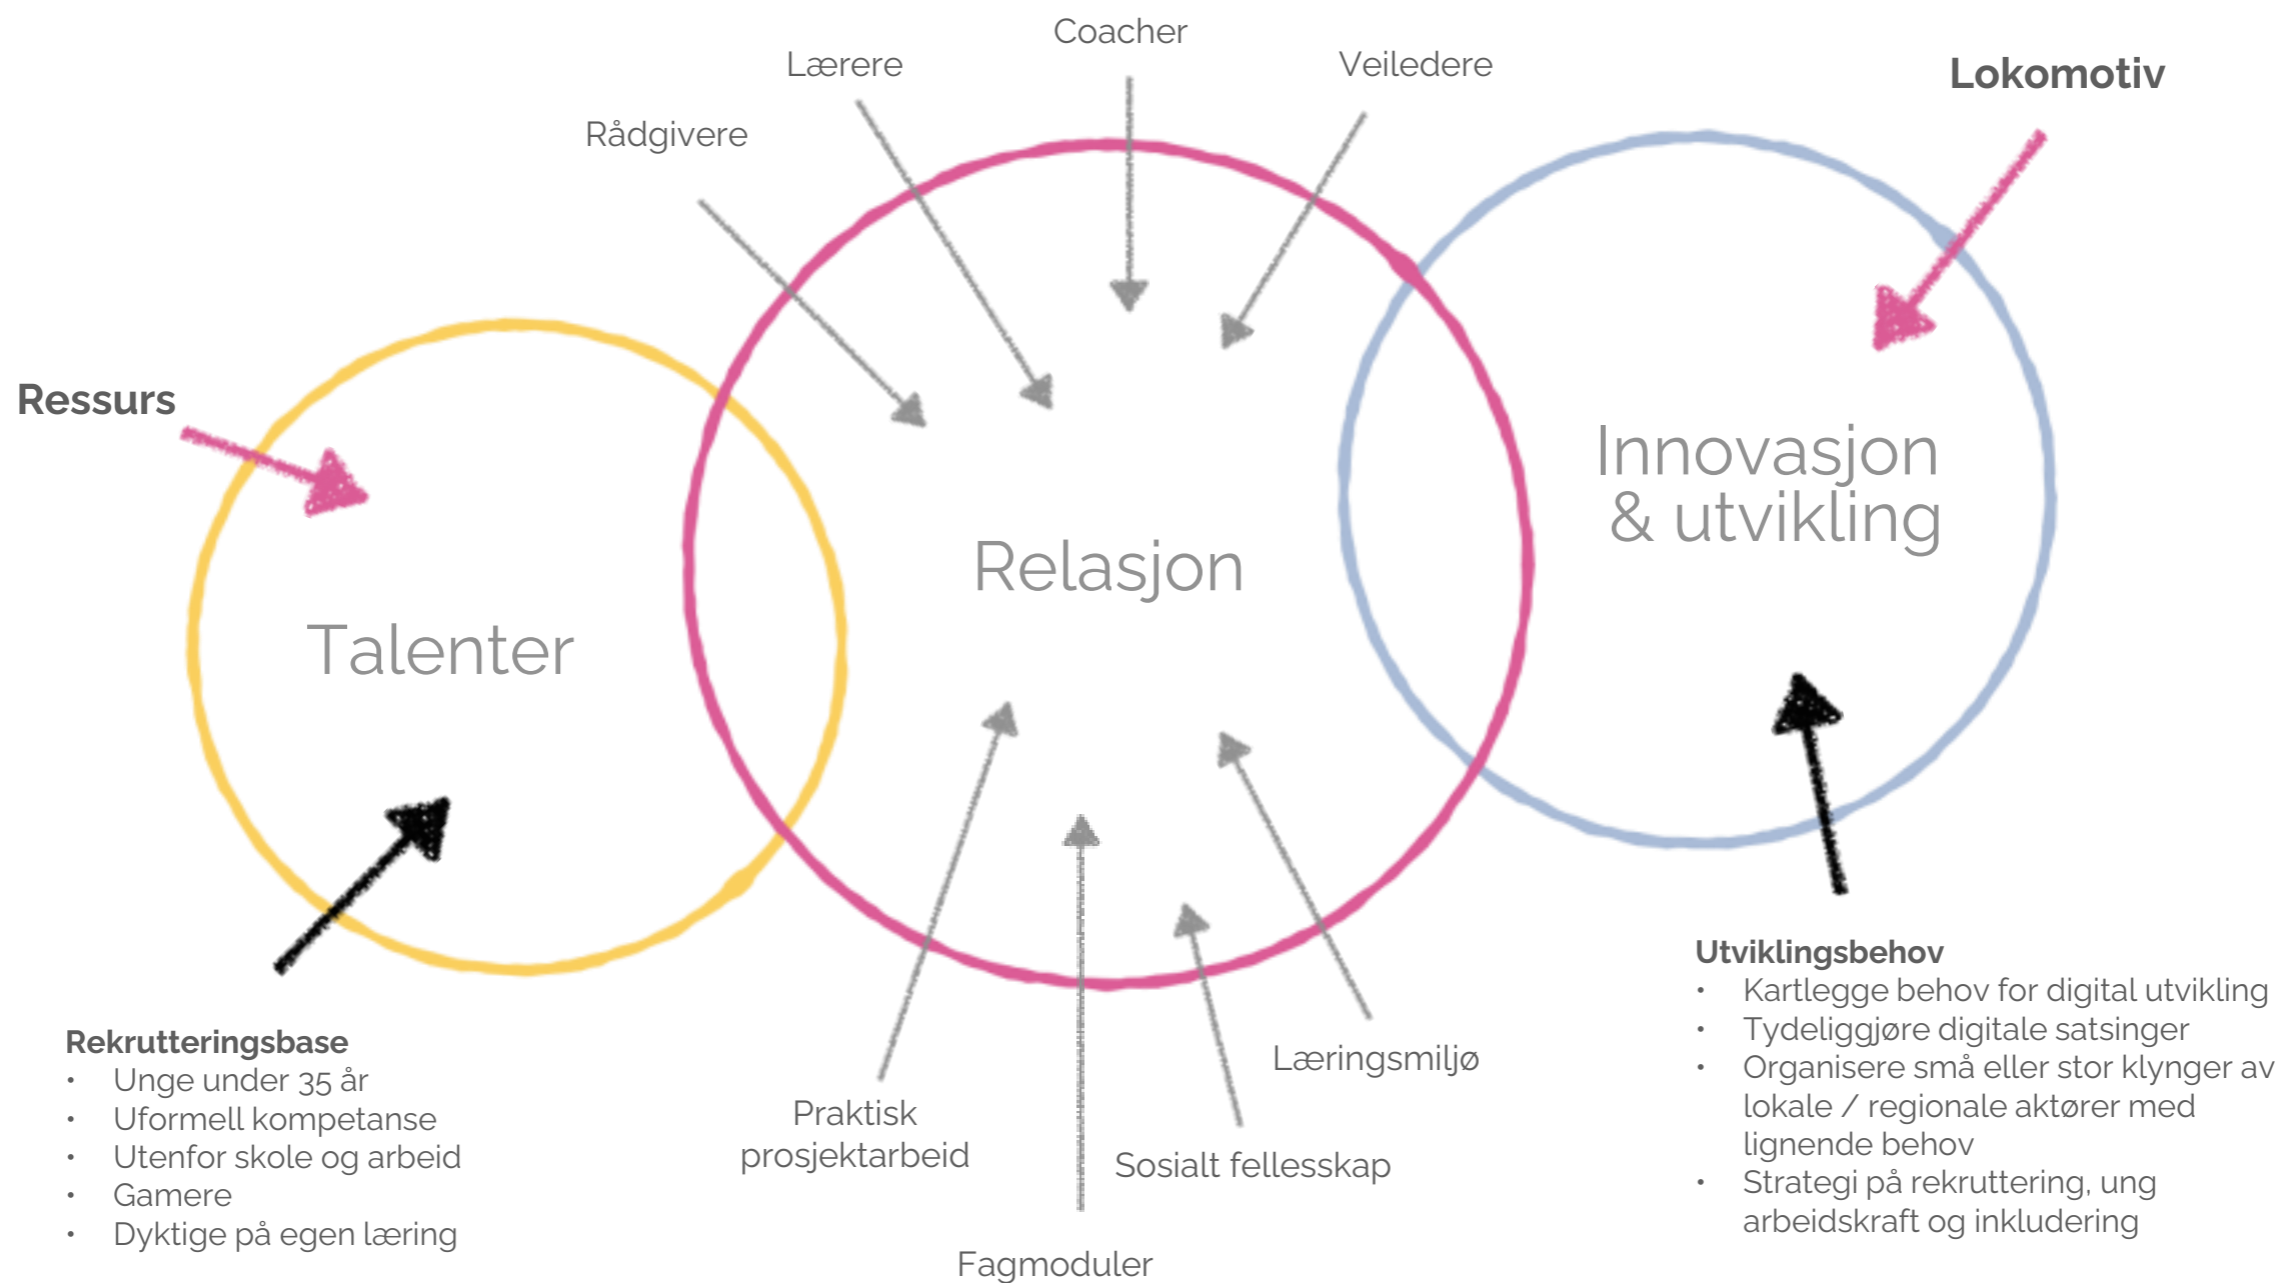 Coacher
Lærere
Veiledere
Lokomotiv
Rådgivere
Ressurs
Innovasjon
& utvikling
Relasjon
Talenter
Utviklingsbehov
• Kartlegge behov for digital utvikling
• Tydeliggjøre digitale satsinger
• Organisere små eller stor klynger av
lokale / regionale aktører med
lignende behov
• Strategi på rekruttering, ung
arbeidskraft og inkludering
Rekrutteringsbase
• Unge under 35 år
• Uformell kompetanse
• Utenfor skole og arbeid
• Gamere
• Dyktige på egen læring
Læringsmiljø
Praktisk
prosjektarbeid
Sosialt fellesskap
Fagmoduler